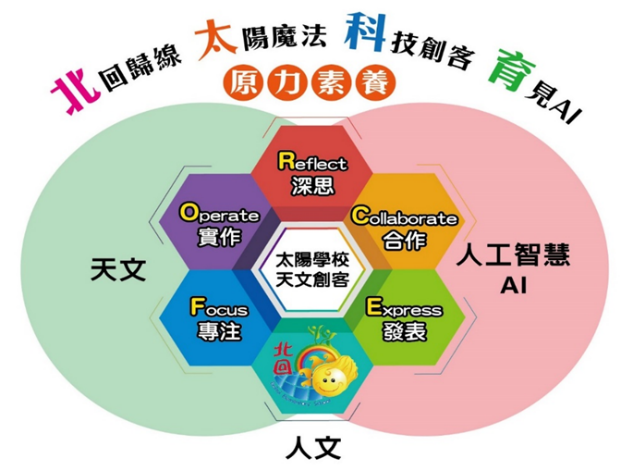 北回歸線 太陽魔法 科技創客 育見AI
原力素養
Reflect
深思
Operate
實作
Collaborate
合作
天文
太陽學校
天文創客
人工智慧
AI
Focus
專注
Express
發表
北回
人文